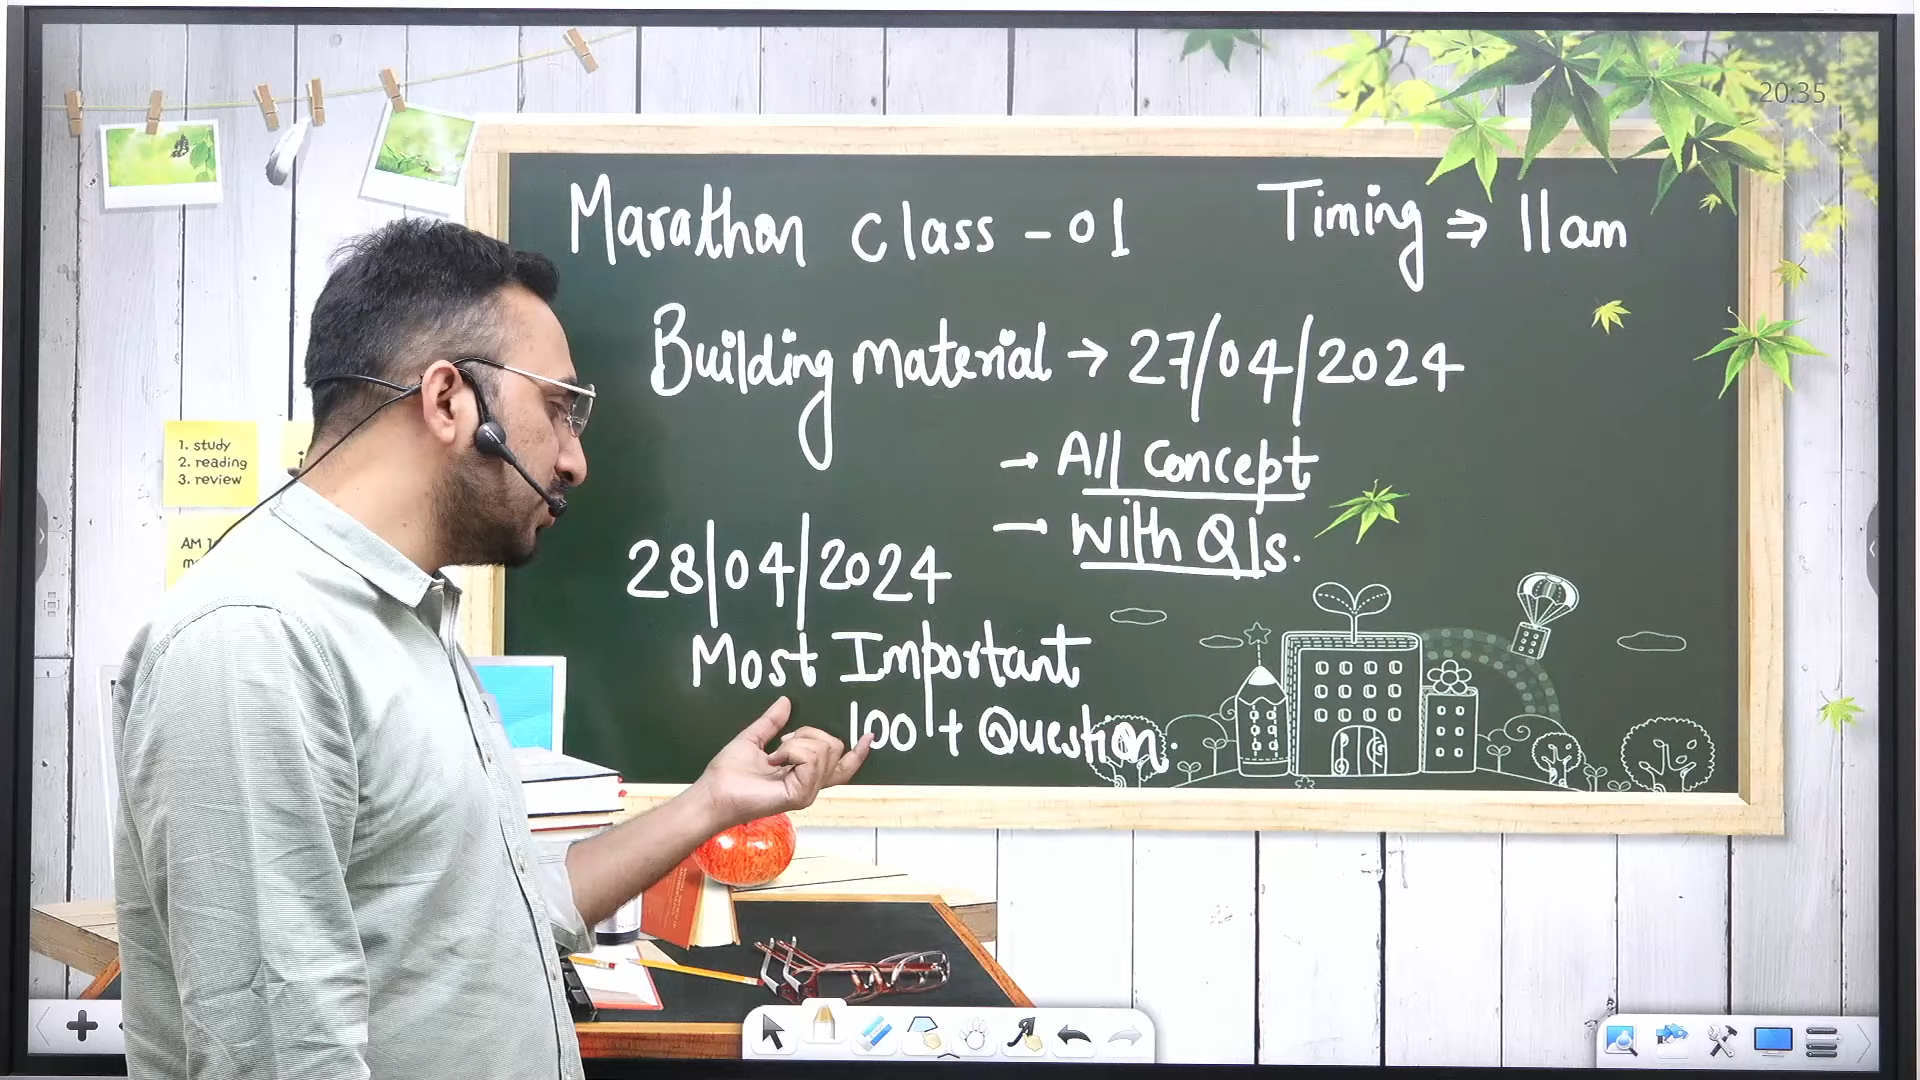 20:35
Marathon class - 01 Timing ⇒ 11am
Building material → 27/04/2024
→ All Concept
→ With Q/s.
28/04/2024
Most Important
100+ Question.
1. study
2. reading
3. review
AM